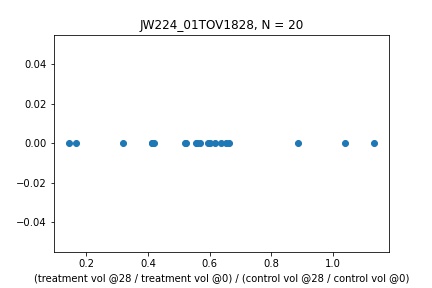 JW224_01TOV1828, N = 20
0.04
0.02
0.00
−0.02
−0.04
0.2 0.4 0.6 0.8 1.0
(treatment vol @28 / treatment vol @0) / (control vol @28 / control vol @0)